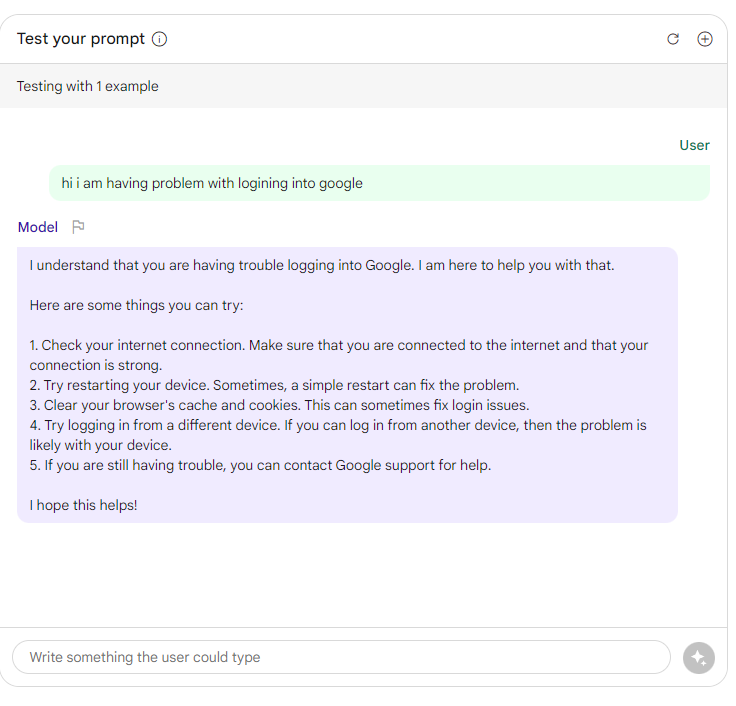 Test your prompt
Testing with 1 example
User
hi i am having problem with logining into google
Model
I understand that you are having trouble logging into Google. I am here to help you with that.
Here are some things you can try:
1. Check your internet connection. Make sure that you are connected to the internet and that your
connection is strong.
2. Try restarting your device. Sometimes, a simple restart can fix the problem.
3. Clear your browser's cache and cookies. This can sometimes fix login issues.
4. Try logging in from a different device. If you can log in from another device, then the problem is
likely with your device.
5. If you are still having trouble, you can contact Google support for help.
I hope this helps!
Write something the user could type